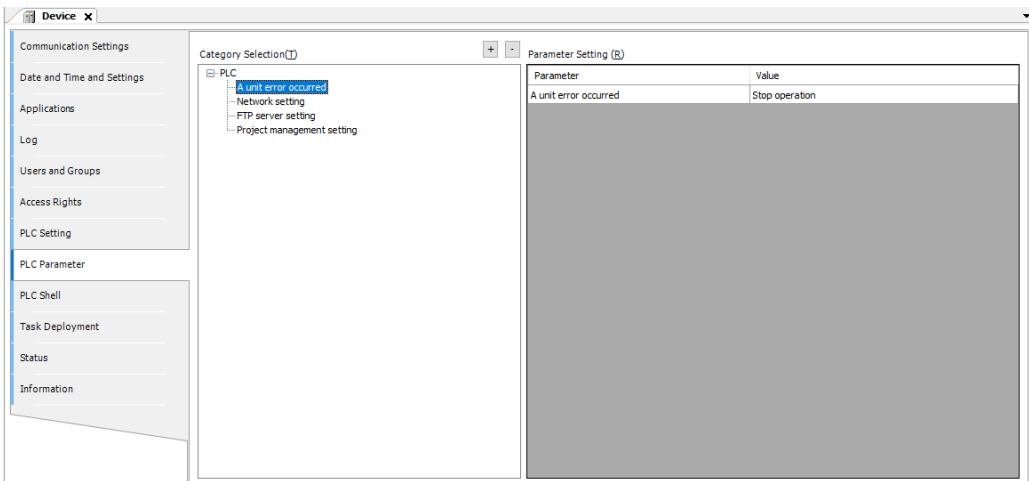 Device X
Communication Settings
Date and Time and Settings
Applications
Log
Users and Groups
Access Rights
PLC Setting
PLC Parameter
PLC Shell
Task Deployment
Status
Information
Category Selection(T) + -
PLC
A unit error occurred
Network setting
FTP server setting
Project management setting
Parameter Setting (R)
Parameter Value
A unit error occurred Stop operation